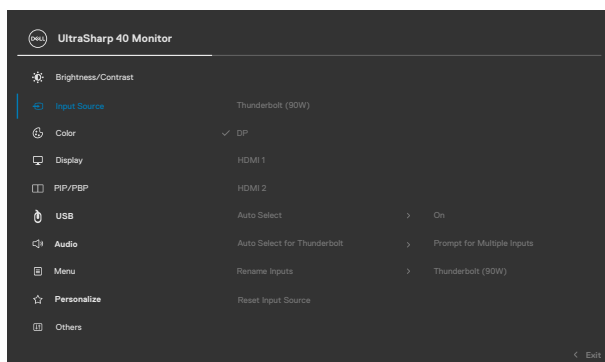 DELL UltraSharp 40 Monitor
Brightness/Contrast
Input Source Thunderbolt (90W)
Color DP
Display HDMI 1
PIP/PBP HDMI 2
USB Auto Select On
Audio Auto Select for Thunderbolt Prompt for Multiple Inputs
Menu Rename Inputs Thunderbolt (90W)
Personalize Reset Input Source
Others
Exit